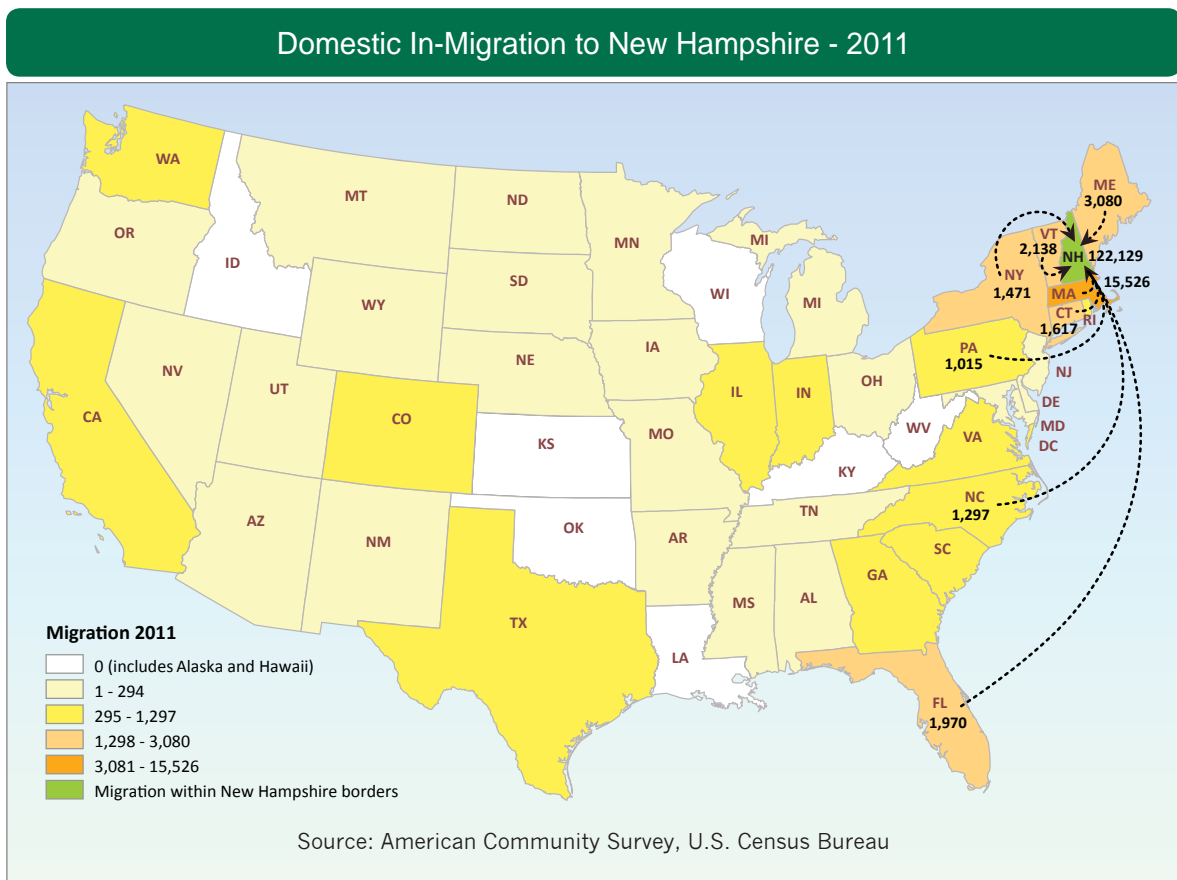 Domestic In-Migration to New Hampshire - 2011
WA
MT
ND
MN
MI
ME
3,080
OR
ID
SD
WI
MI
VT
2,138
NH
122,129
NY
1,471
MA
15,526
CT
1,617
RI
WY
NV
UT
NE
IA
PA
1,015
NJ
CA
CO
KS
MO
IL
IN
OH
WV
DE
MD
DC
VA
KY
AZ
NM
OK
AR
TN
NC
1,297
SC
MS
AL
GA
TX
LA
FL
1,970
Migration 2011
0 (includes Alaska and Hawaii)
1 - 294
295 - 1,297
1,298 - 3,080
3,081 - 15,526
Migration within New Hampshire borders
Source: American Community Survey, U.S. Census Bureau